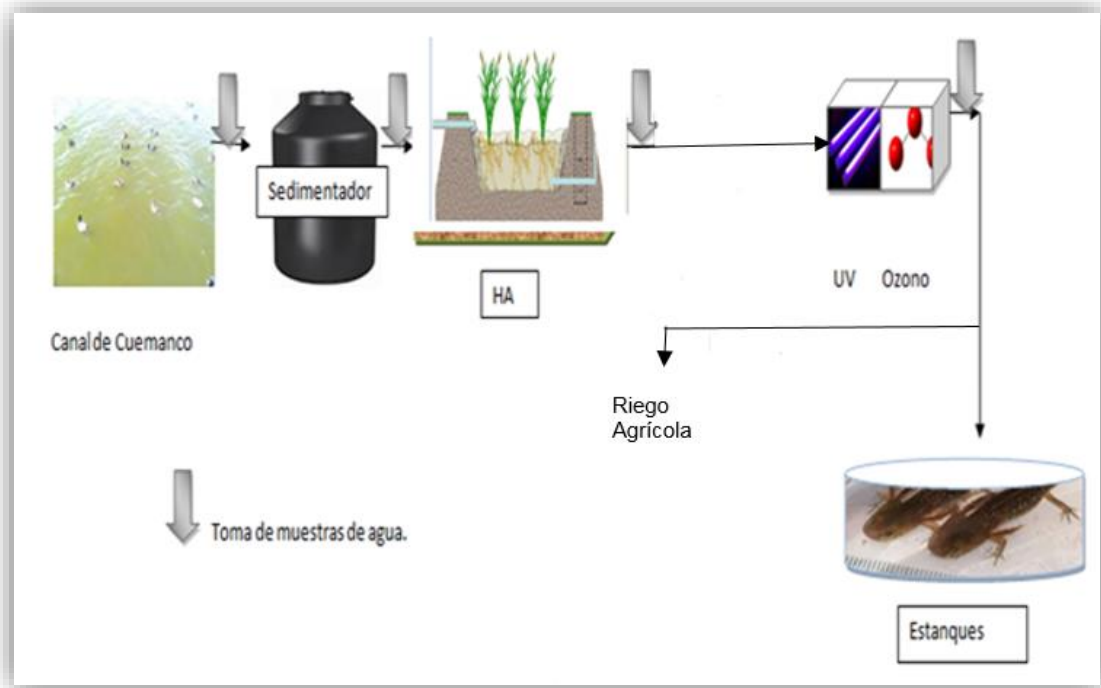 Sedimentador
HA
UV Ozono
Canal de Cuemanco
Riego
Agrícola
Toma de muestras de agua.
Estanques